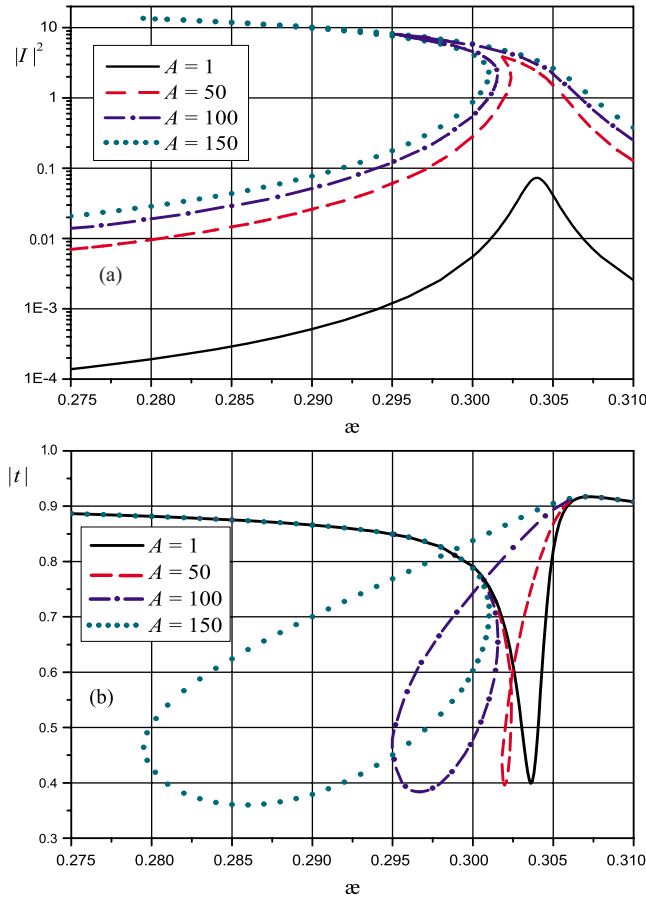 100
|I|²
10
1
0.1
0.01
1E-3
1E-4
A = 1
A = 50
A = 100
A = 150
(a)
0.275 0.280 0.285 0.290 0.295 0.300 0.305 0.310
æ
1.0
|t|
0.9
0.8
0.7
0.6
0.5
0.4
0.3
A = 1
A = 50
A = 100
A = 150
(b)
0.275 0.280 0.285 0.290 0.295 0.300 0.305 0.310
æ